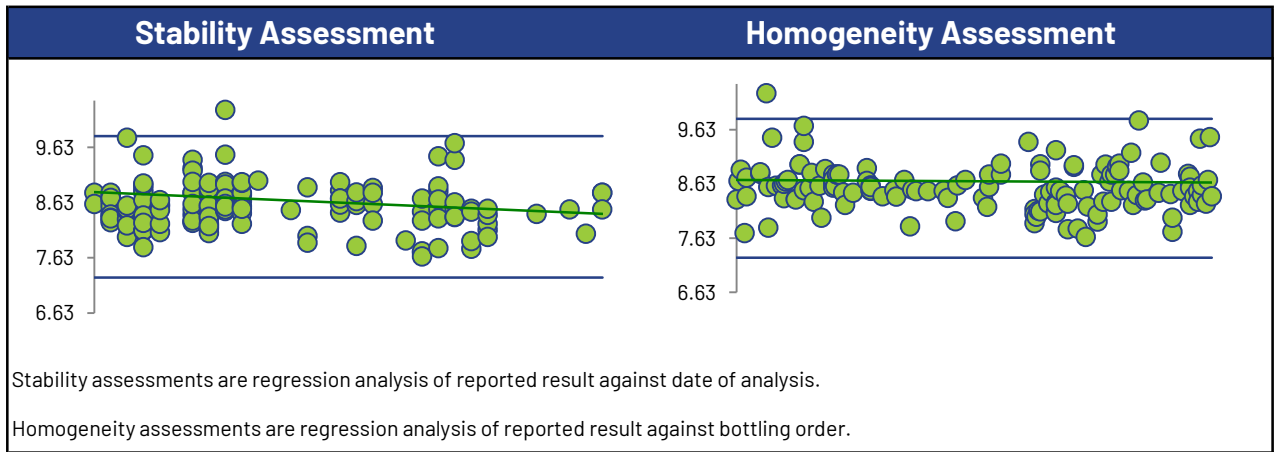 Stability Assessment
Homogeneity Assessment
9.63
8.63
7.63
6.63
9.63
8.63
7.63
6.63
Stability assessments are regression analysis of reported result against date of analysis.
Homogeneity assessments are regression analysis of reported result against bottling order.